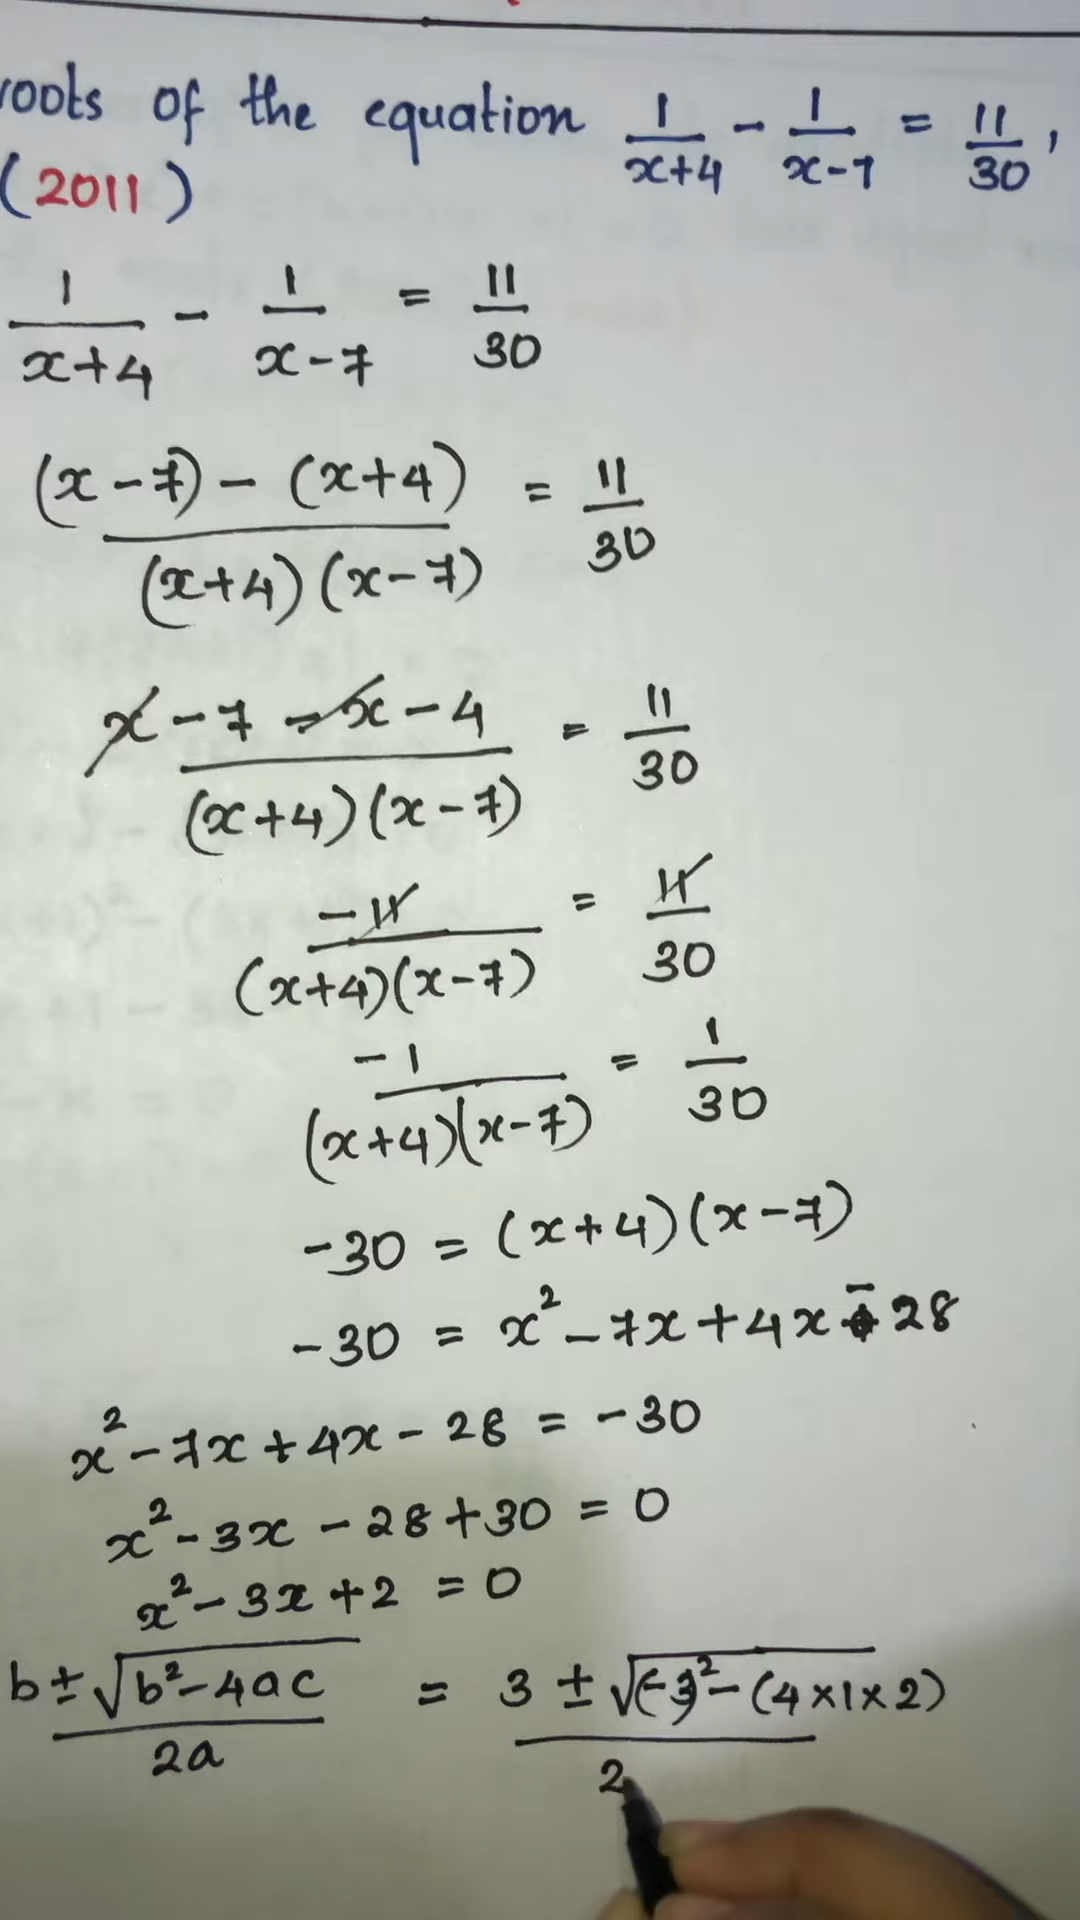 roots of the equation 1/(x+4) - 1/(x-7) = 11/30,
(2011)
1/(x+4) - 1/(x-7) = 11/30
((x-7) - (x+4))/((x+4)(x-7)) = 11/30
(x-7-x-4)/((x+4)(x-7)) = 11/30
-11/((x+4)(x-7)) = 11/30
-1/((x+4)(x-7)) = 1/30
-30 = (x+4)(x-7)
-30 = x² - 7x + 4x - 28
x² - 7x + 4x - 28 = -30
x² - 3x - 28 + 30 = 0
x² - 3x + 2 = 0
b ± √(b² - 4ac)/2a = 3 ± √((-3)² - (4×1×2))/2